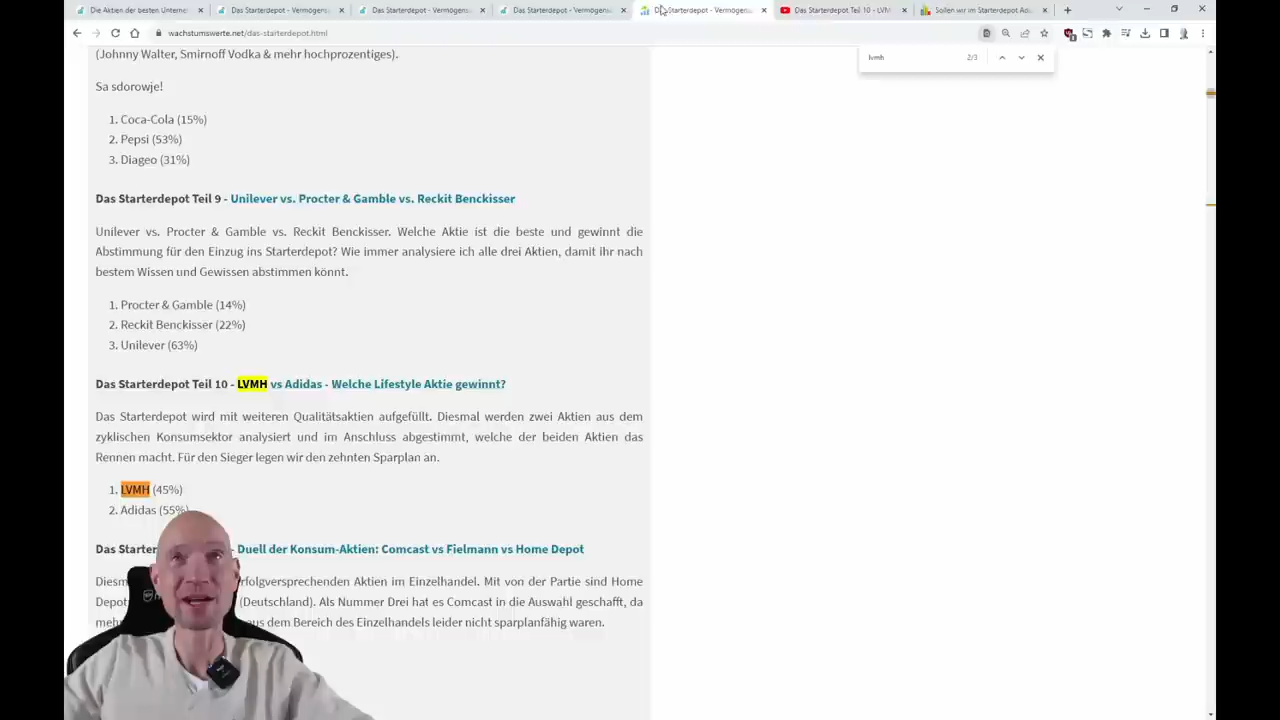 Die Aktien der besten Unterne
Das Starterdepot - Vermögens
Das Starterdepot - Vermögensu
Das Starterdepot - Vermögensu
Starterdepot - Vermögensu
Das Starterdepot Teil 10 - LVM
Sollen wir im Starterdepot Adi
wachstumswerte.net/das-starterdepot.html
lvmh 2/3
(Johnny Walter, Smirnoff Vodka & mehr hochprozentiges).
Sa sdorowje!
1. Coca-Cola (15%)
2. Pepsi (53%)
3. Diageo (31%)
Das Starterdepot Teil 9 - Unilever vs. Procter & Gamble vs. Reckit Benckisser
Unilever vs. Procter & Gamble vs. Reckit Benckisser. Welche Aktie ist die beste und gewinnt die
Abstimmung für den Einzug ins Starterdepot? Wie immer analysiere ich alle drei Aktien, damit ihr nach
bestem Wissen und Gewissen abstimmen könnt.
1. Procter & Gamble (14%)
2. Reckit Benckisser (22%)
3. Unilever (63%)
Das Starterdepot Teil 10 - LVMH vs Adidas - Welche Lifestyle Aktie gewinnt?
Das Starterdepot wird mit weiteren Qualitätsaktien aufgefüllt. Diesmal werden zwei Aktien aus dem
zyklischen Konsumsektor analysiert und im Anschluss abgestimmt, welche der beiden Aktien das
Rennen macht. Für den Sieger legen wir den zehnten Sparplan an.
1. LVMH (45%)
2. Adidas (55%)
Das Starter - Duell der Konsum-Aktien: Comcast vs Fielmann vs Home Depot
Diesm rfolgversprechenden Aktien im Einzelhandel. Mit von der Partie sind Home
Depot (Deutschland). Als Nummer Drei hat es Comcast in die Auswahl geschafft, da
mehr aus dem Bereich des Einzelhandels leider nicht sparplanfähig waren.